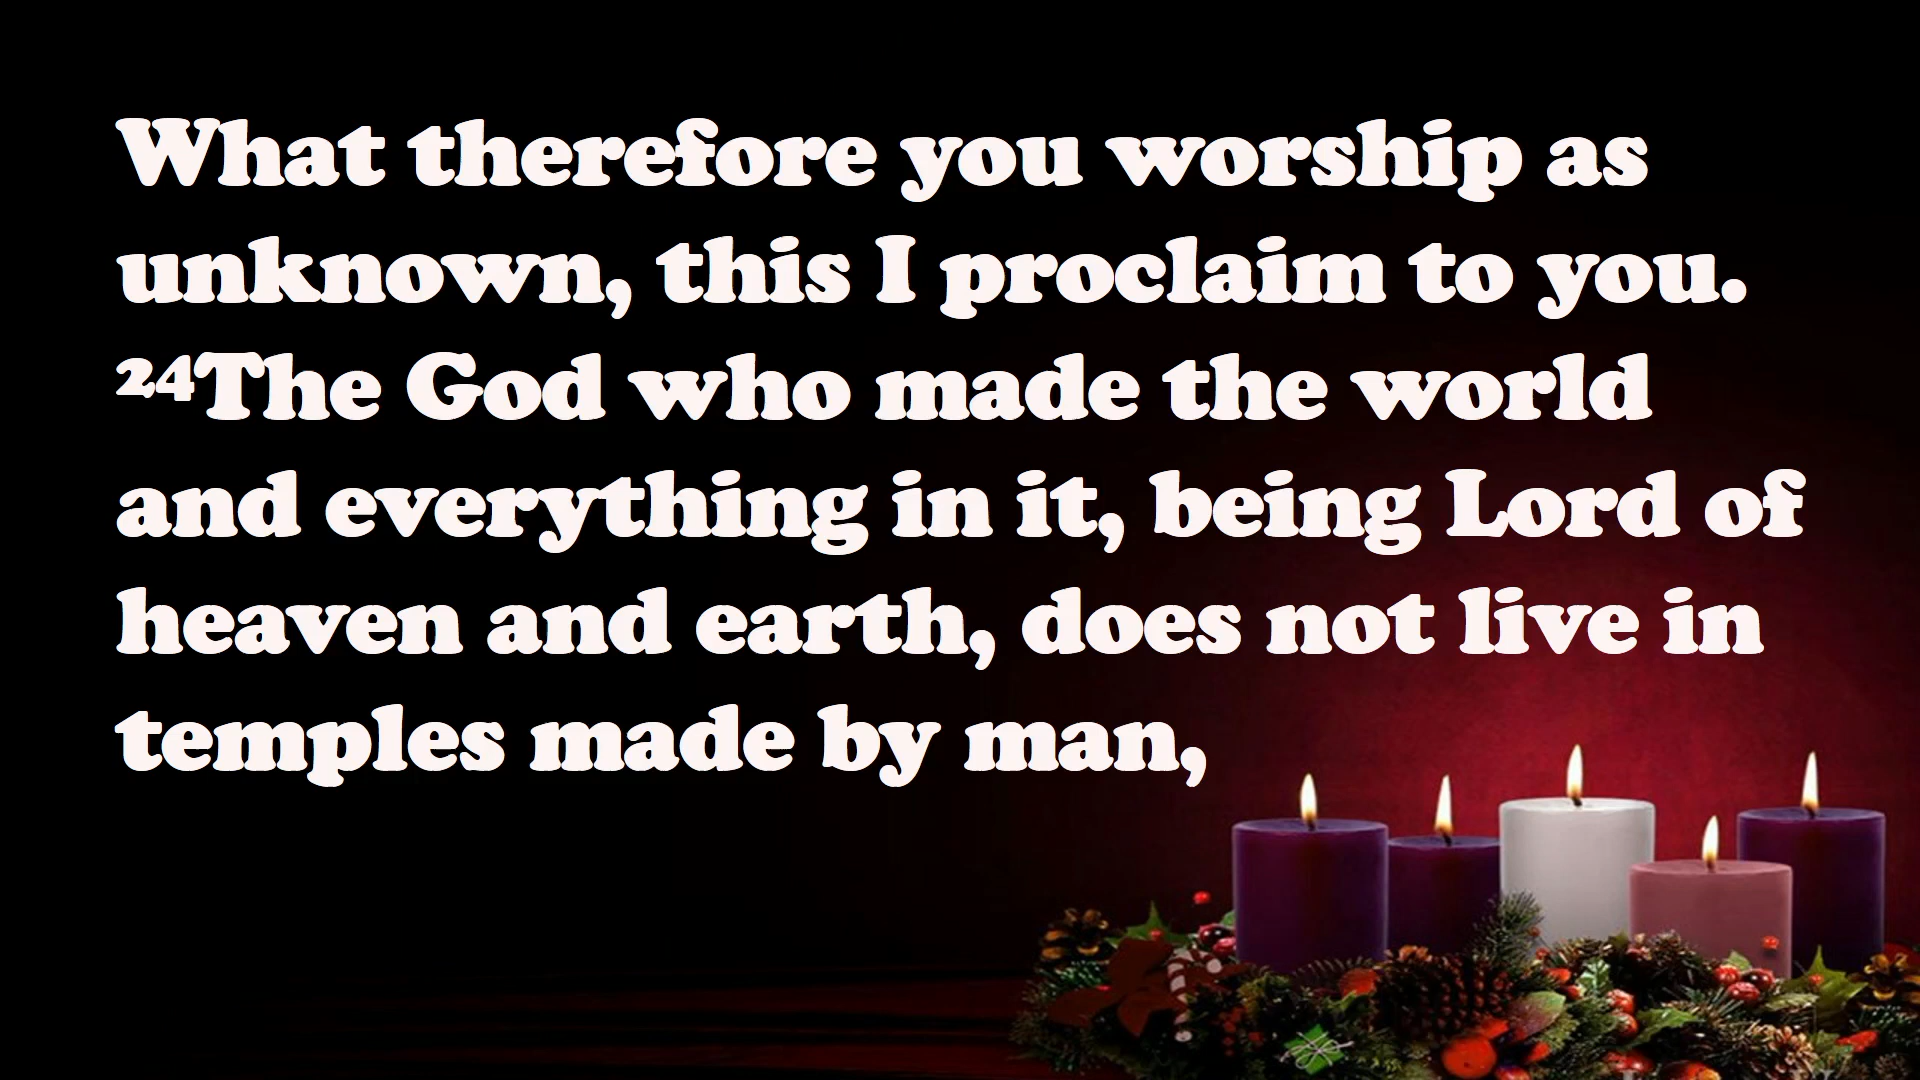 What therefore you worship as
unknown, this I proclaim to you.
²⁴The God who made the world
and everything in it, being Lord of
heaven and earth, does not live in
temples made by man,